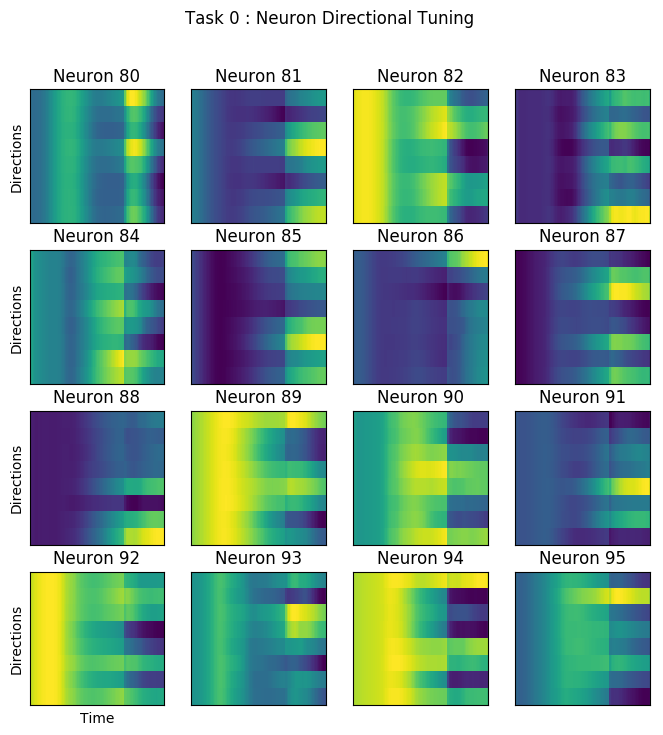 Task 0 : Neuron Directional Tuning
Neuron 80
Neuron 81
Neuron 82
Neuron 83
Directions
Neuron 84
Neuron 85
Neuron 86
Neuron 87
Directions
Neuron 88
Neuron 89
Neuron 90
Neuron 91
Directions
Neuron 92
Neuron 93
Neuron 94
Neuron 95
Directions
Time